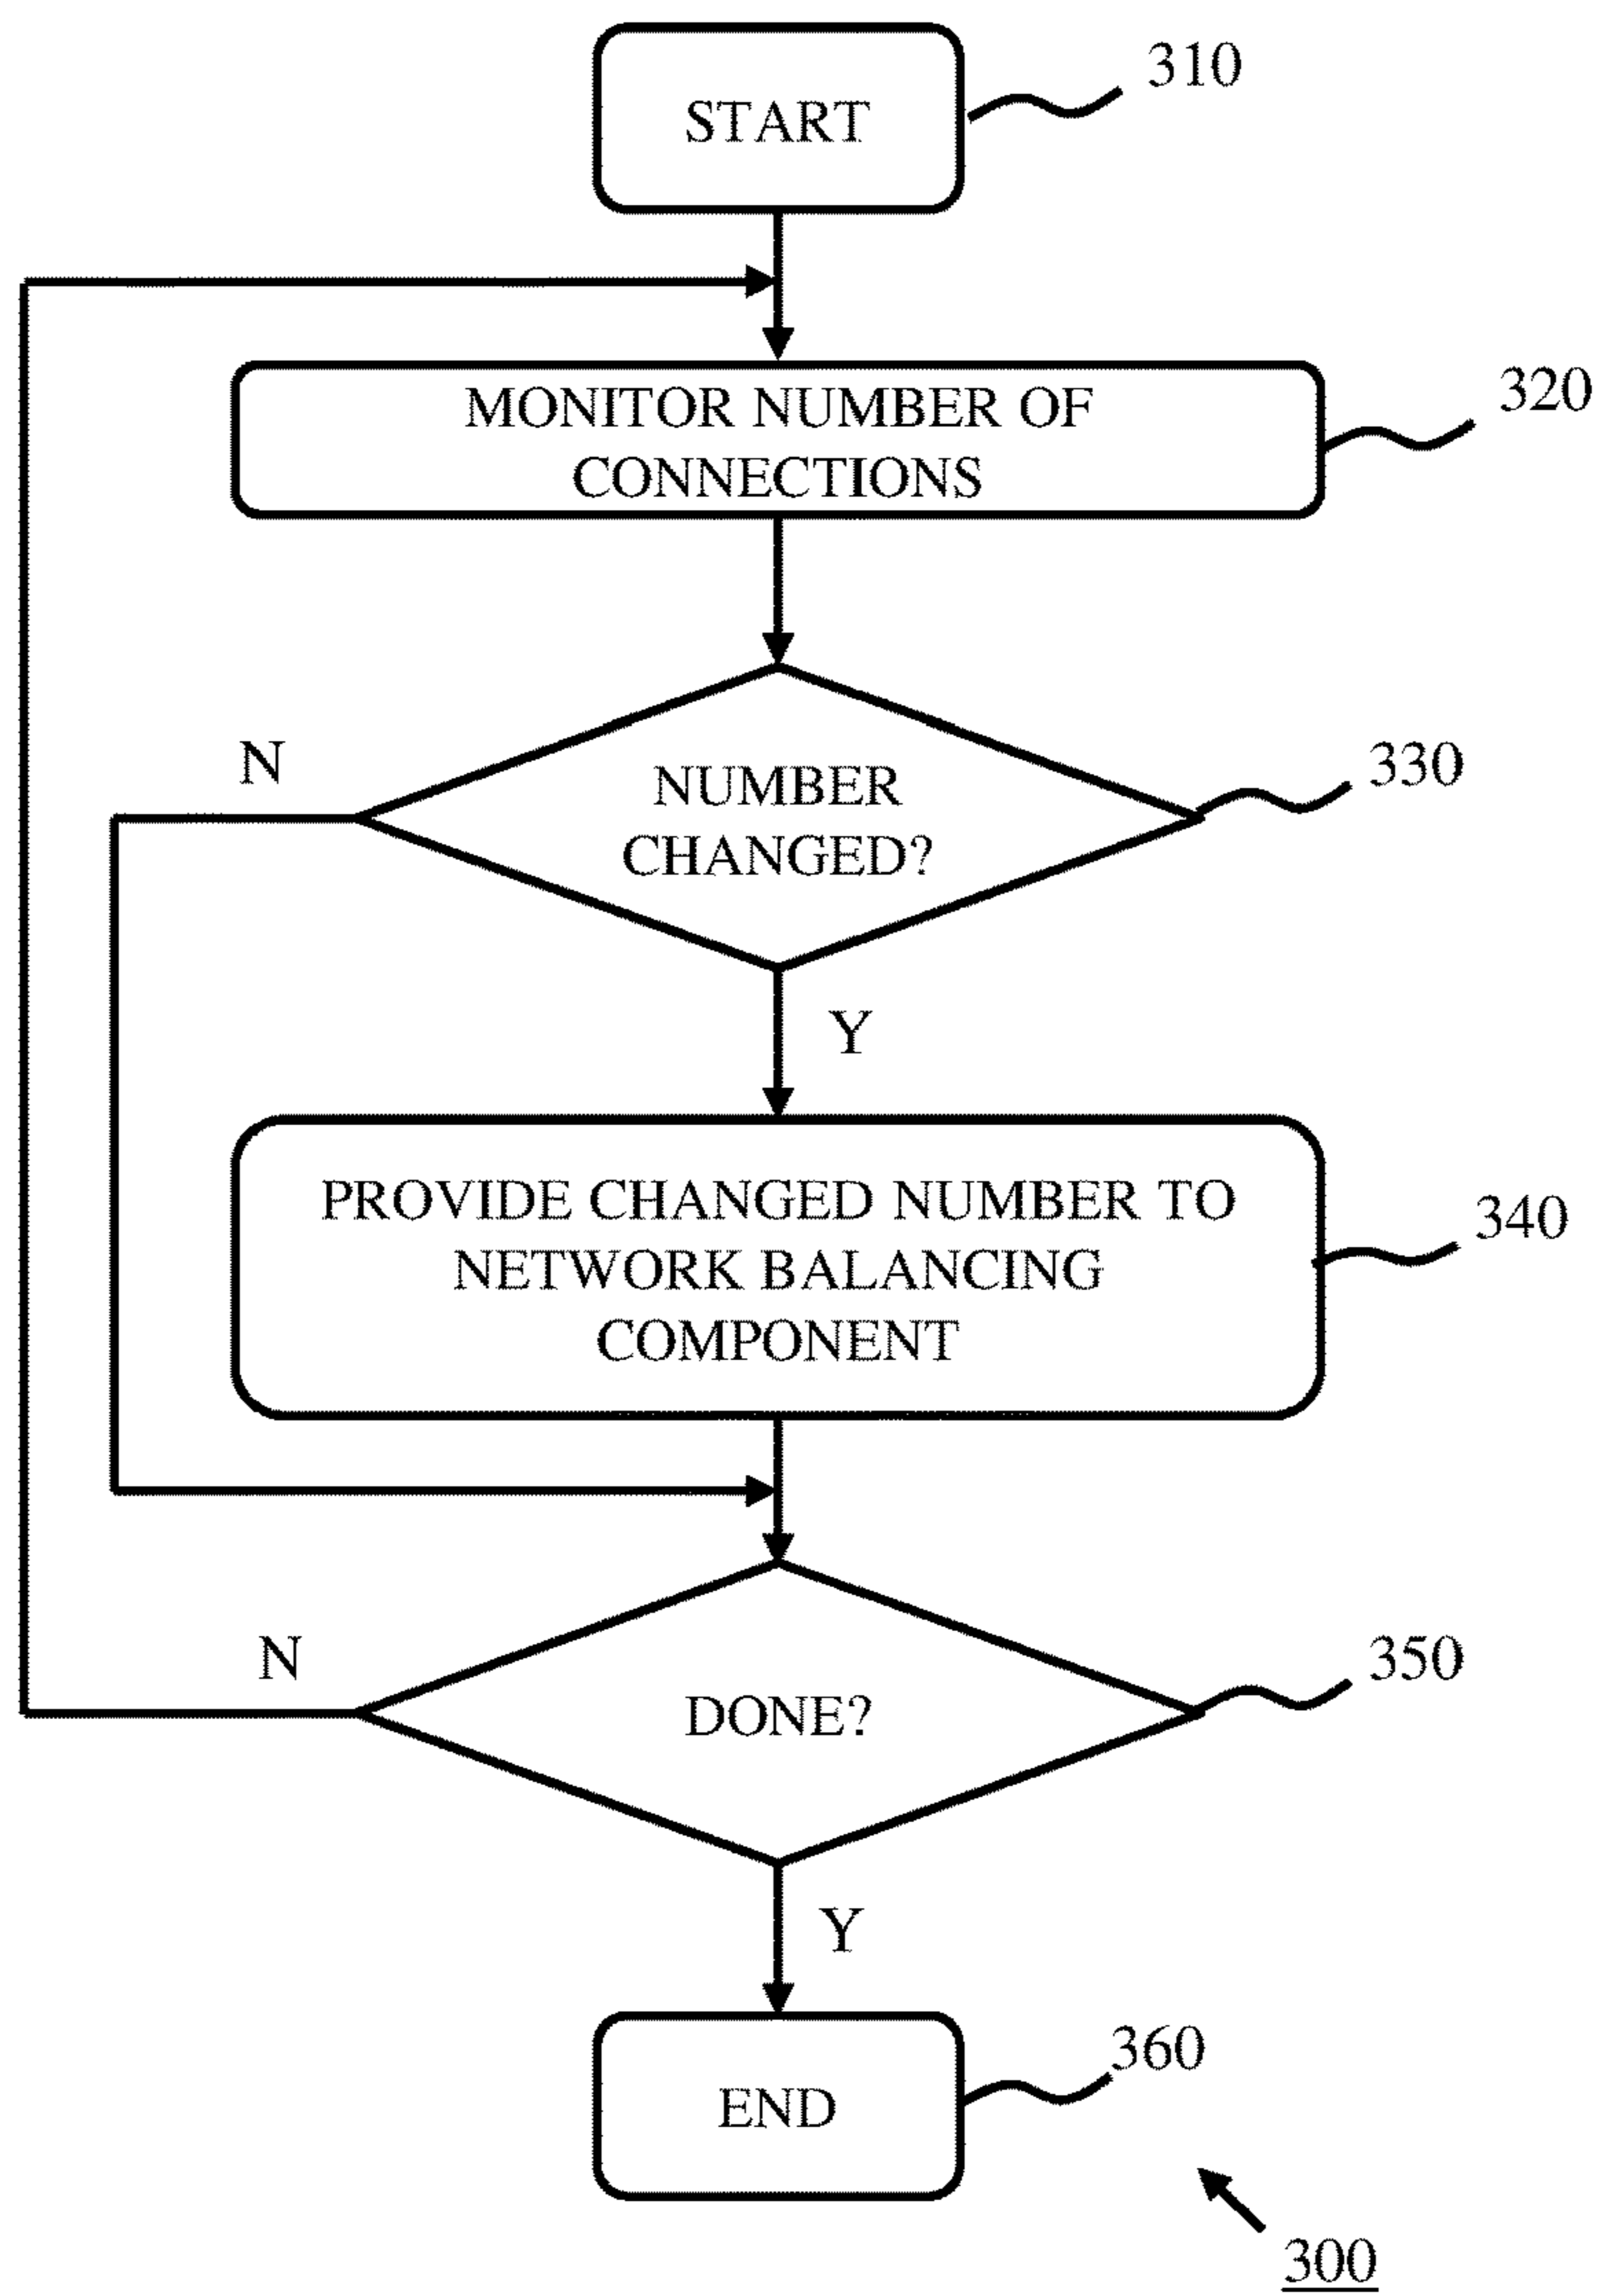 START
310
MONITOR NUMBER OF
CONNECTIONS
320
N
NUMBER
CHANGED?
330
Y
PROVIDE CHANGED NUMBER TO
NETWORK BALANCING
COMPONENT
340
N
DONE?
350
Y
END
360
300